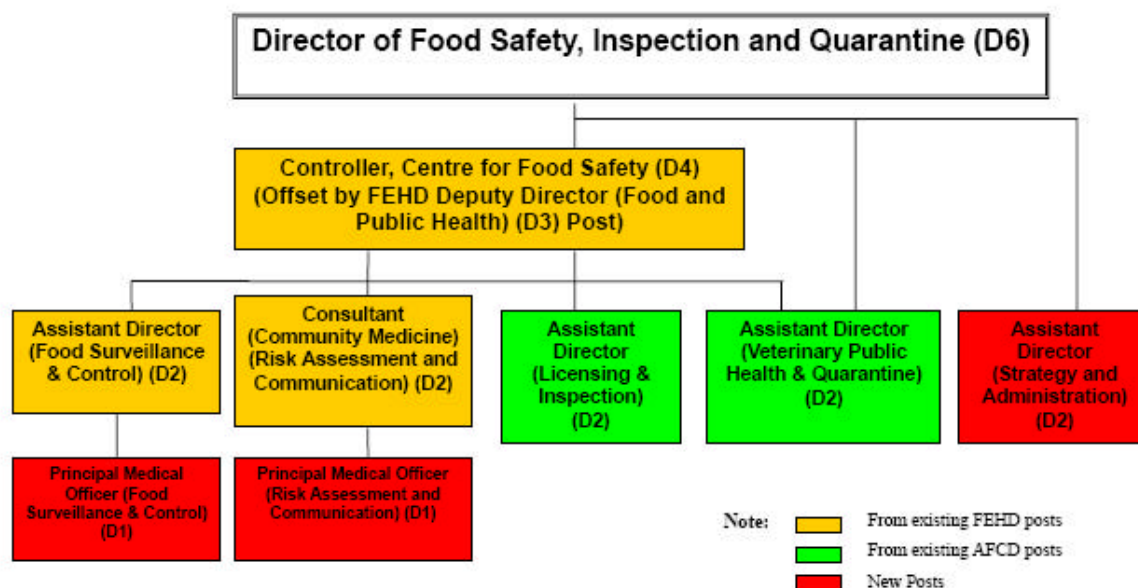 Director of Food Safety, Inspection and Quarantine (D6)
Controller, Centre for Food Safety (D4)
(Offset by FEHD Deputy Director (Food and
Public Health) (D3) Post)
Assistant Director
(Food Surveillance
& Control) (D2)
Consultant
(Community Medicine)
(Risk Assessment and
Communication) (D2)
Assistant
Director
(Licensing &
Inspection)
(D2)
Assistant Director
(Veterinary Public
Health & Quarantine)
(D2)
Assistant
Director
(Strategy and
Administration)
(D2)
Principal Medical
Officer (Food
Surveillance & Control)
(D1)
Principal Medical Officer
(Risk Assessment and
Communication) (D1)
Note:
From existing FEHD posts
From existing AFCD posts
New Posts